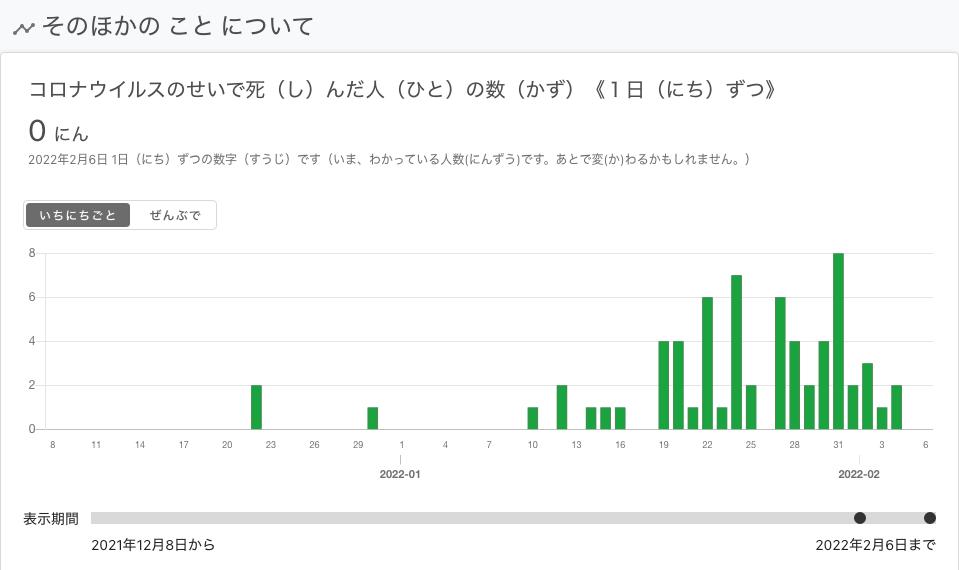 そのほかの こと について
コロナウイルスのせいで死（し）んだ人（ひと）の数（かず）《１日（にち）ずつ》
0 にん
2022年2月6日 1日（にち）ずつの数字（すうじ）です（いま、わかっている人数(にんずう)です。あとで変(か)わるかもしれません。）
いちにちごと ぜんぶで
8
6
4
2
0
8 11 14 17 20 23 26 29 1 4 7 10 13 16 19 22 25 28 31 3 6
2022-01 2022-02
表示期間
2021年12月8日から 2022年2月6日まで